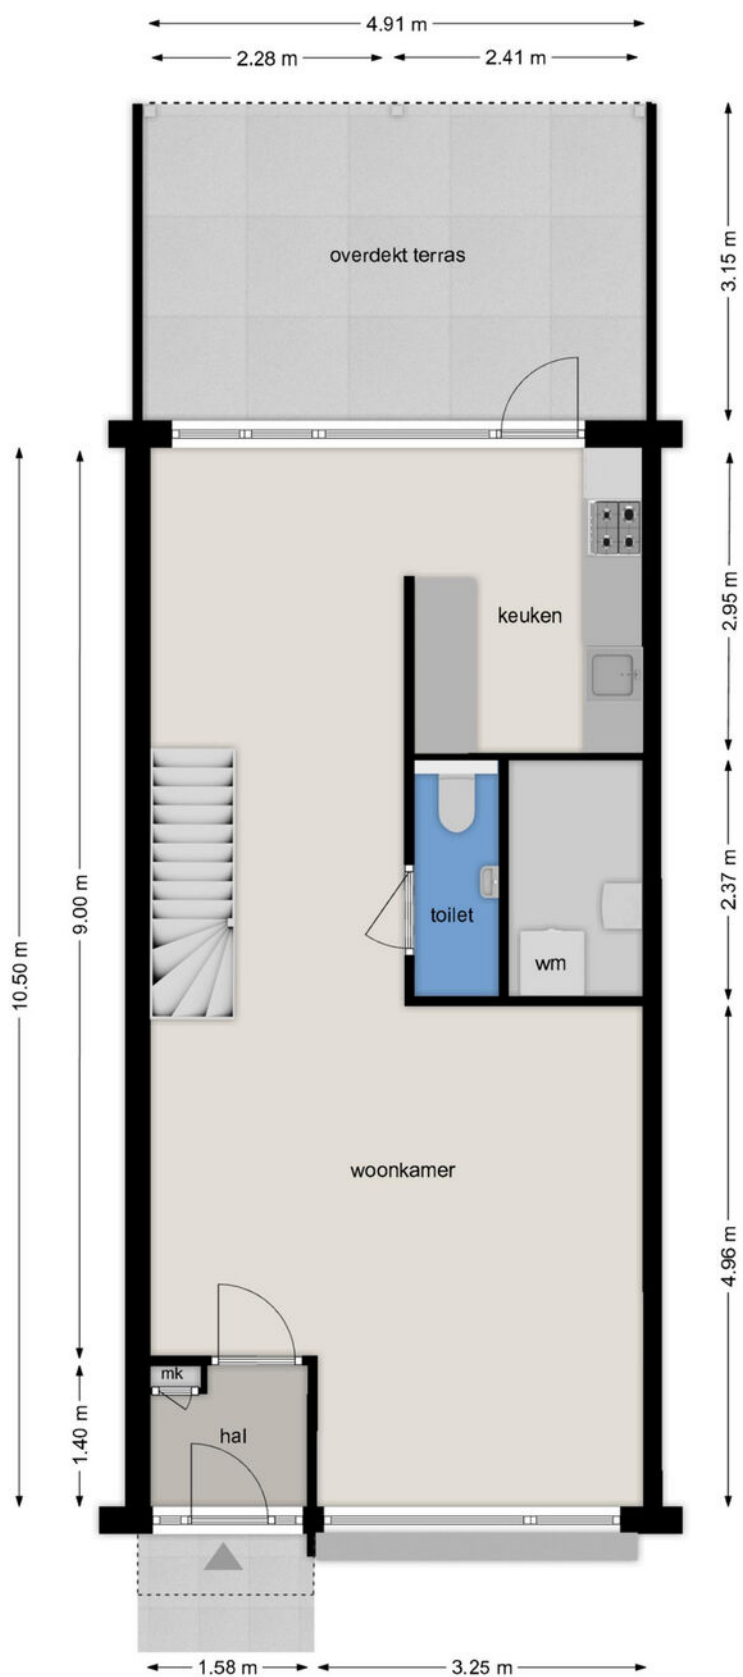 4.91 m
2.28 m
2.41 m
3.15 m
overdekt terras
10.50 m
9.00 m
2.95 m
keuken
2.37 m
toilet
wm
woonkamer
4.96 m
1.40 m
mk
hal
1.58 m
3.25 m